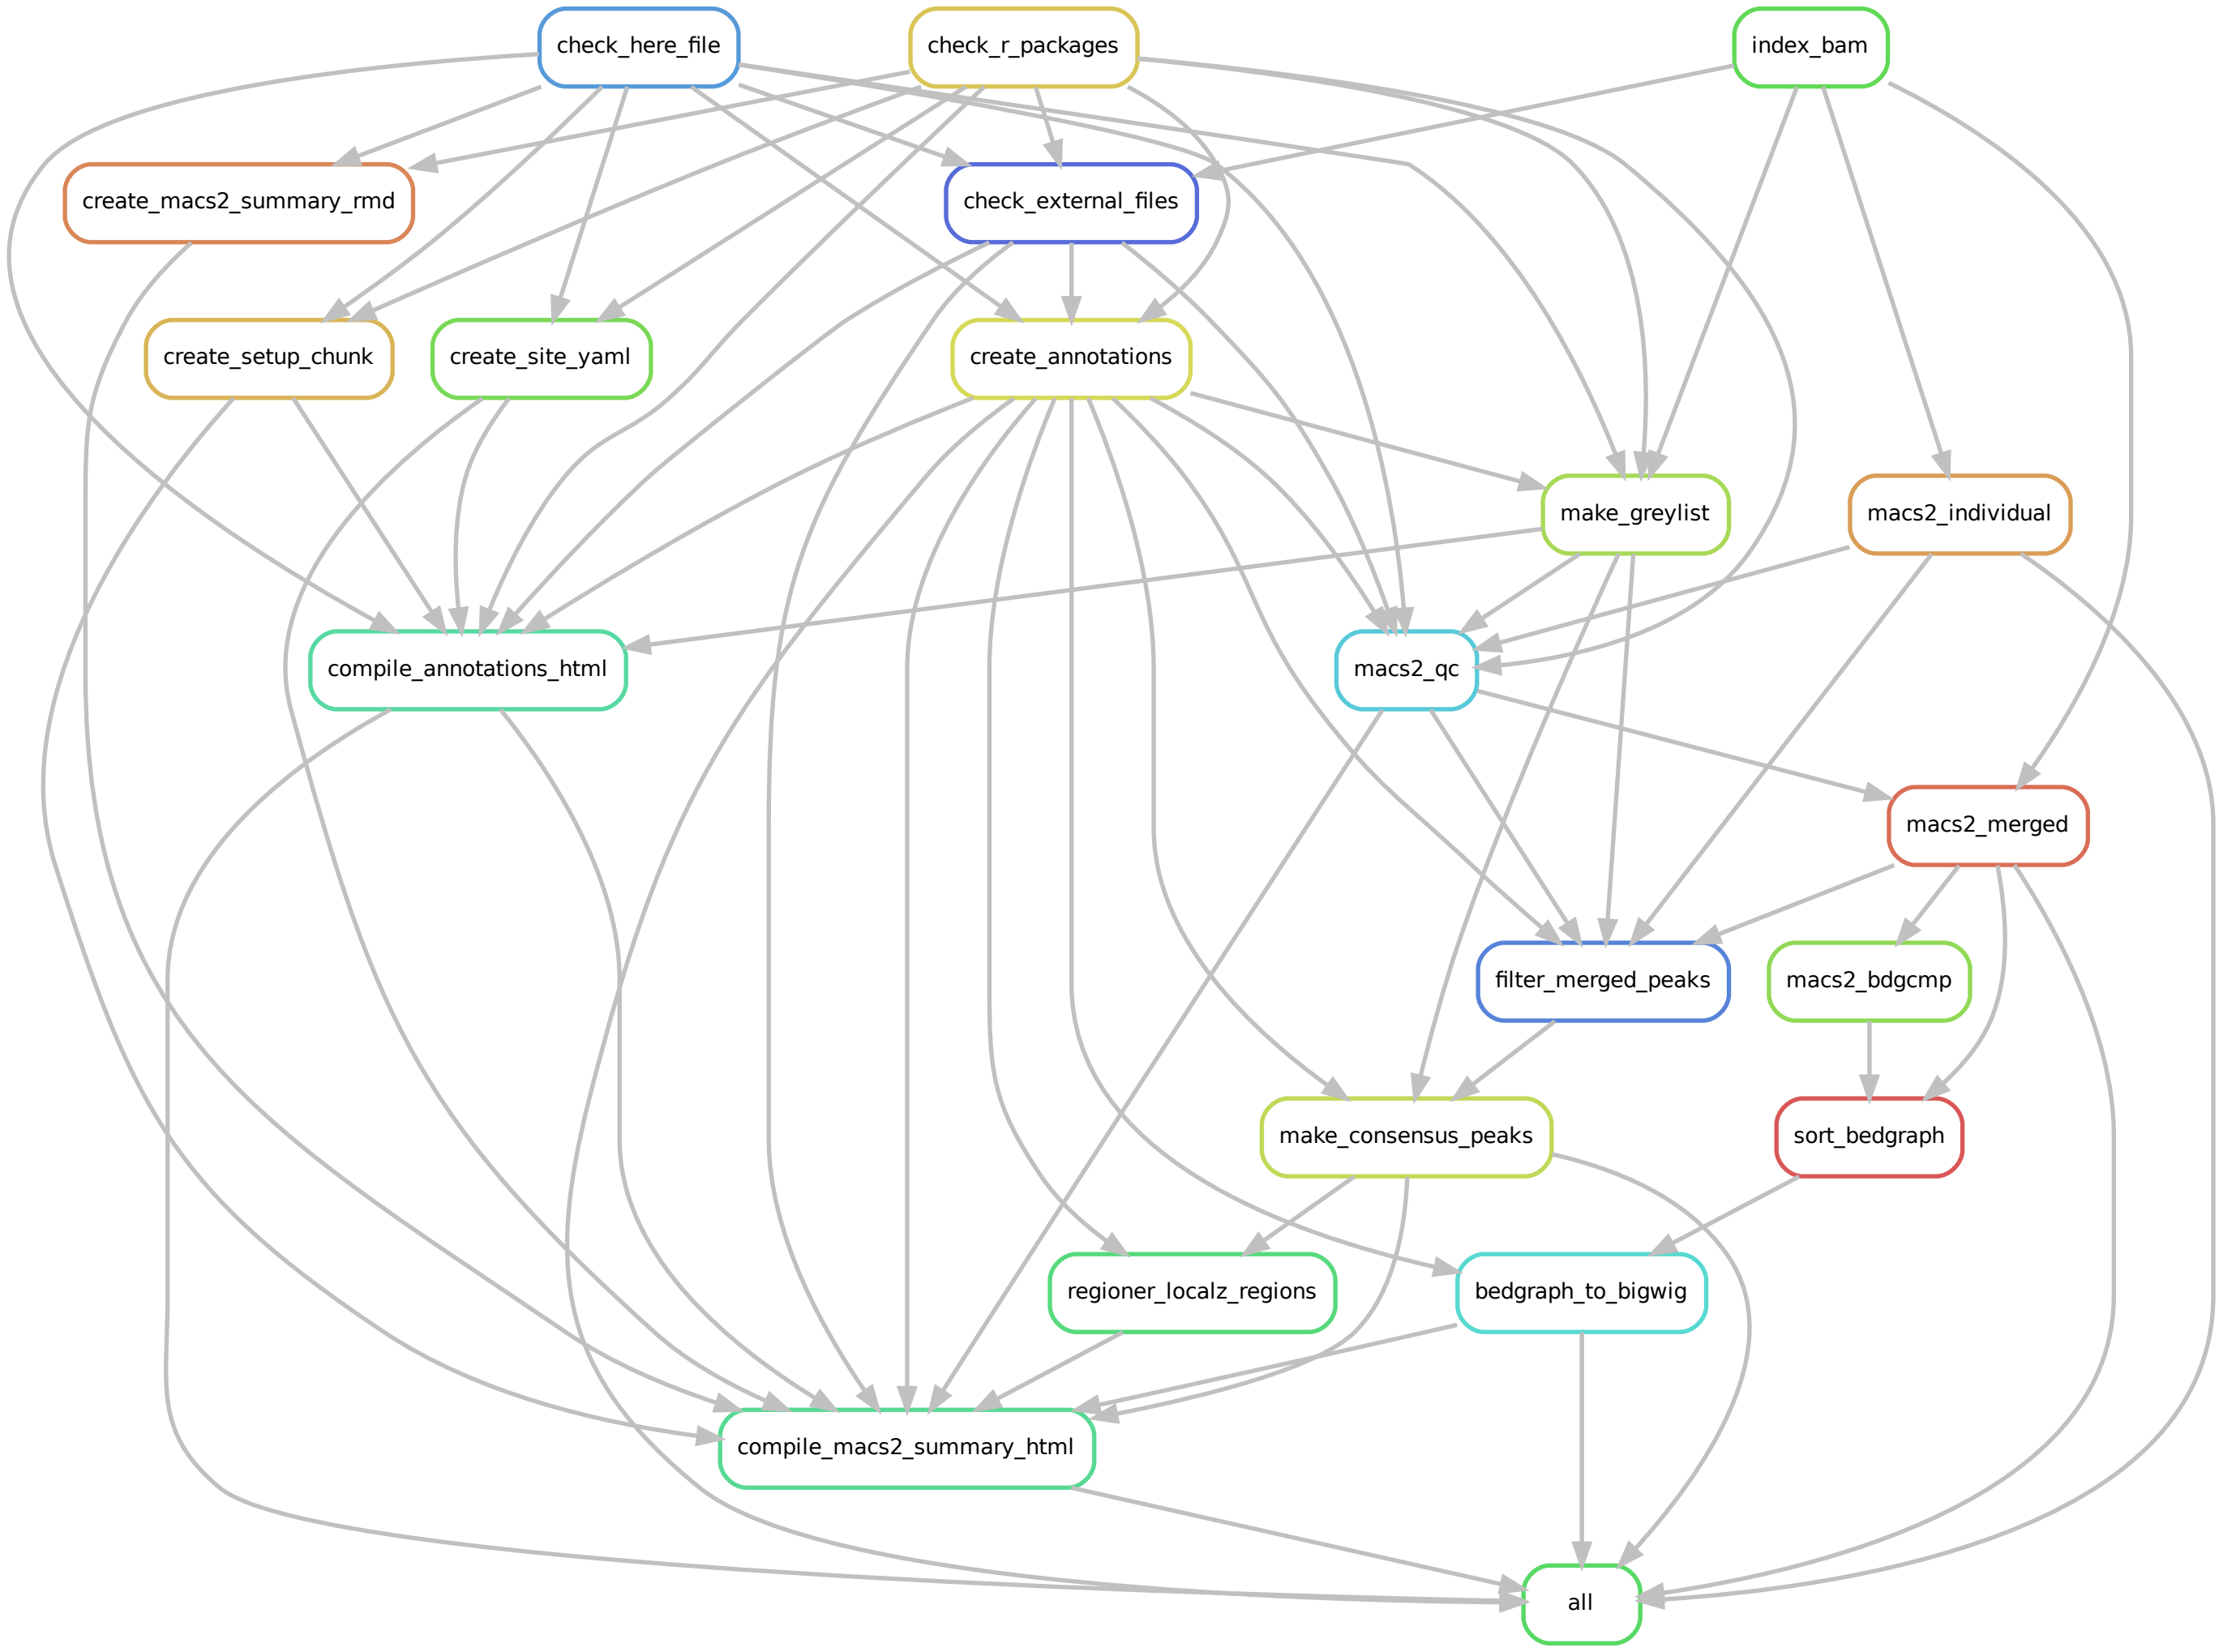 check_here_file
check_r_packages
index_bam
create_macs2_summary_rmd
check_external_files
create_setup_chunk
create_site_yaml
create_annotations
make_greylist
macs2_individual
compile_annotations_html
macs2_qc
macs2_merged
filter_merged_peaks
macs2_bdgcmp
make_consensus_peaks
sort_bedgraph
regioner_localz_regions
bedgraph_to_bigwig
compile_macs2_summary_html
all